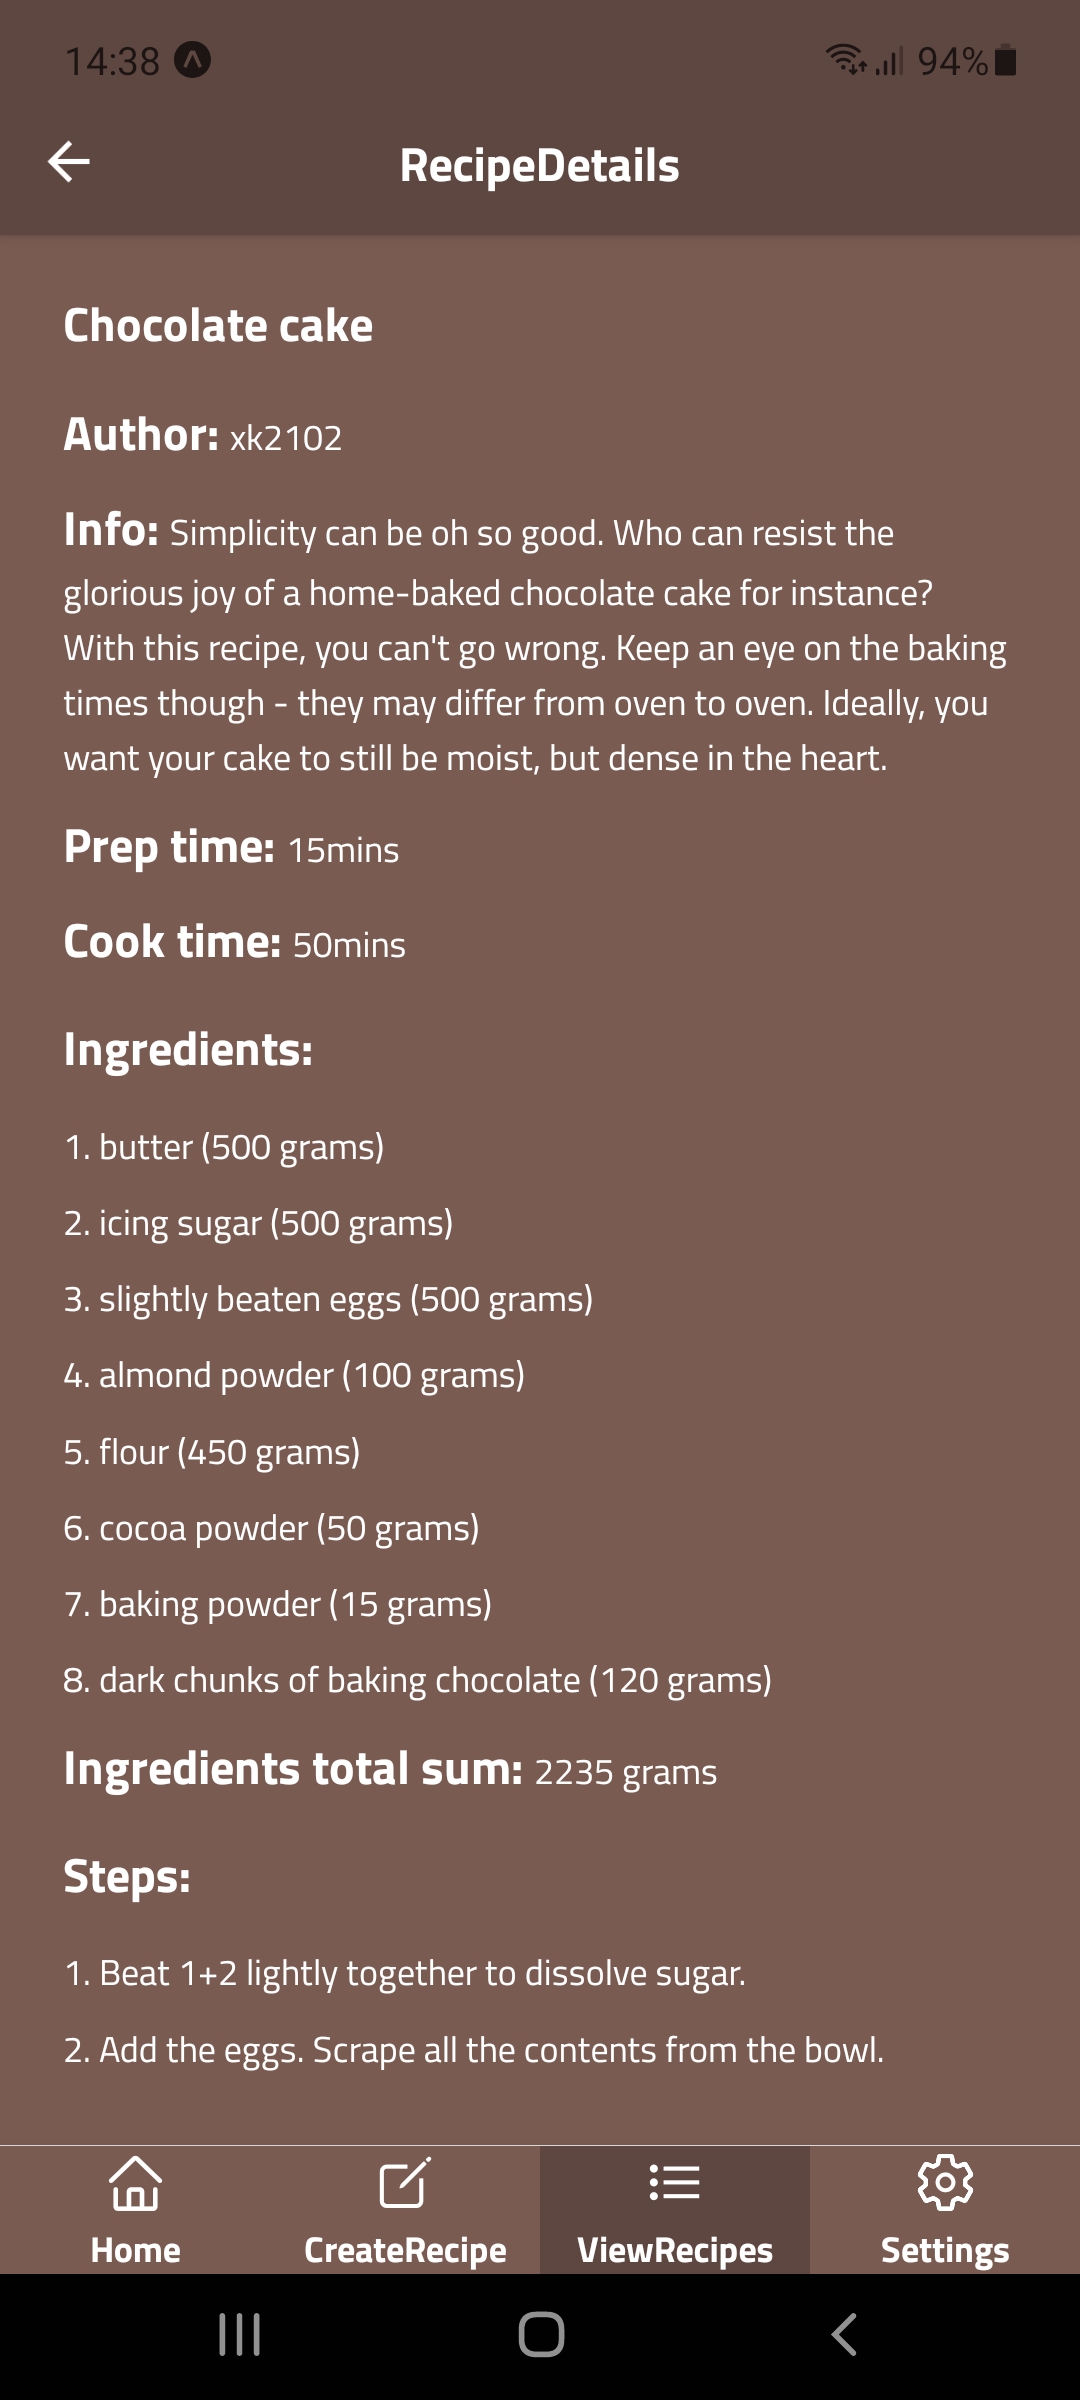 14:38
94%
RecipeDetails
Chocolate cake
Author: xk2102
Info: Simplicity can be oh so good. Who can resist the
glorious joy of a home-baked chocolate cake for instance?
With this recipe, you can't go wrong. Keep an eye on the baking
times though - they may differ from oven to oven. Ideally, you
want your cake to still be moist, but dense in the heart.
Prep time: 15mins
Cook time: 50mins
Ingredients:
1. butter (500 grams)
2. icing sugar (500 grams)
3. slightly beaten eggs (500 grams)
4. almond powder (100 grams)
5. flour (450 grams)
6. cocoa powder (50 grams)
7. baking powder (15 grams)
8. dark chunks of baking chocolate (120 grams)
Ingredients total sum: 2235 grams
Steps:
1. Beat 1+2 lightly together to dissolve sugar.
2. Add the eggs. Scrape all the contents from the bowl.
Home
CreateRecipe
ViewRecipes
Settings